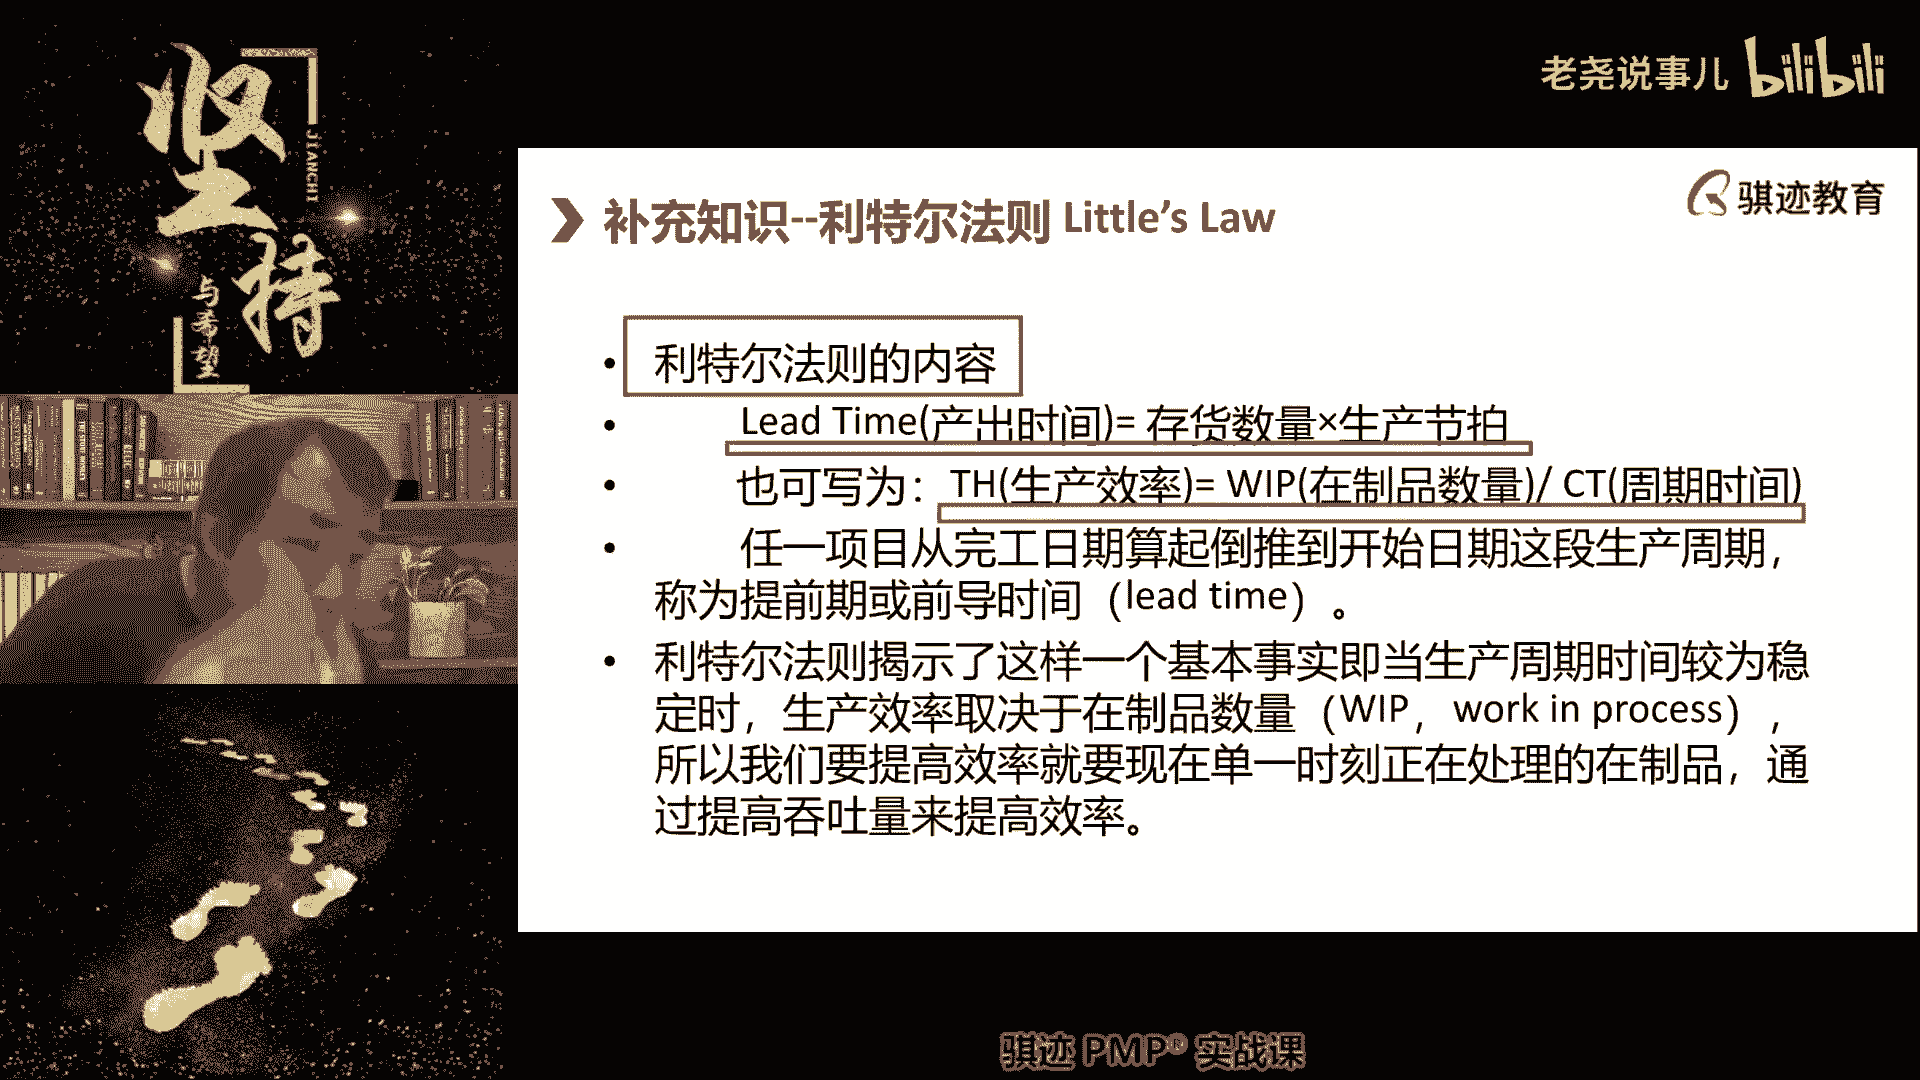 坚持
JIANCHI
与希望
老尧说事儿 bilibili
骐迹教育
补充知识--利特尔法则 Little's Law
• 利特尔法则的内容
• Lead Time(产出时间)= 存货数量×生产节拍
• 也可写为：TH(生产效率)= WIP(在制品数量)/ CT(周期时间)
• 任一项目从完工日期算起倒推到开始日期这段生产周期，
称为提前期或前导时间（lead time）。
• 利特尔法则揭示了这样一个基本事实即当生产周期时间较为稳
定时，生产效率取决于在制品数量（WIP，work in process），
所以我们要提高效率就要现在单一时刻正在处理的在制品，通
过提高吞吐量来提高效率。
骐迹 PMP® 实战课